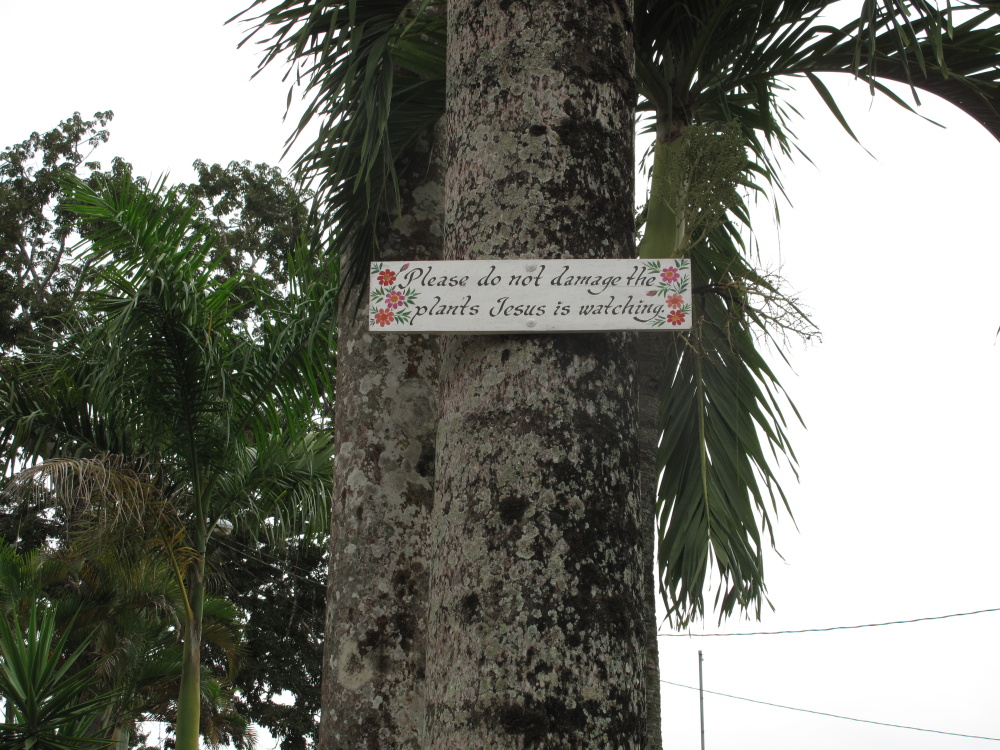 Please do not damage the
plants Jesus is watching.